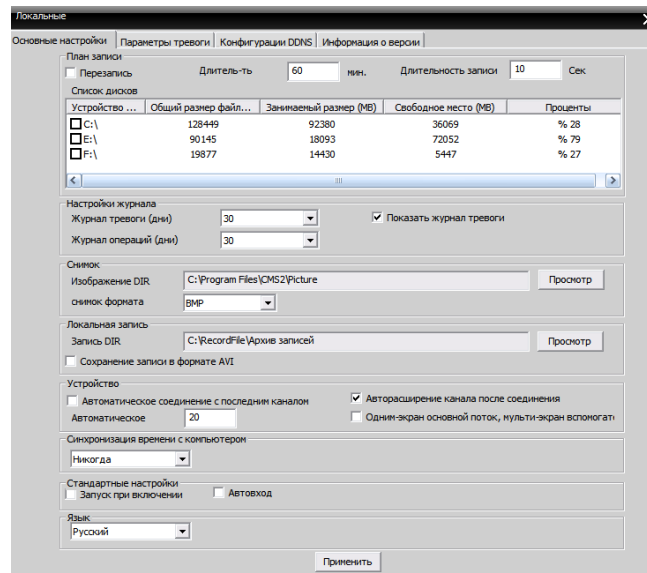 Локальные
Основные настройки Параметры тревоги Конфигурации DDNS Информация о версии
План записи
Перезапись Длитель-ть 60 мин. Длительность записи 10 Сек
Список дисков
Устройство ... Общий размер файл... Занимаемый размер (MB) Свободное место (MB) Проценты
C:\ 128449 92380 36069 % 28
E:\ 90145 18093 72052 % 79
F:\ 19877 14430 5447 % 27
Настройки журнала
Журнал тревоги (дни) 30 Показать журнал тревоги
Журнал операций (дни) 30
Снимок
Изображение DIR C:\Program Files\CMS2\Picture Просмотр
снимок формата BMP
Локальная запись
Запись DIR C:\RecordFile\Архив записей Просмотр
Сохранение записи в формате AVI
Устройство
Автоматическое соединение с последним каналом Авторасширение канала после соединения
Автоматическое 20 Одним-экран основной поток, мульти-экран вспомогат
Синхронизация времени с компьютером
Никогда
Стандартные настройки
Запуск при включении Автовход
Язык
Русский
Применить